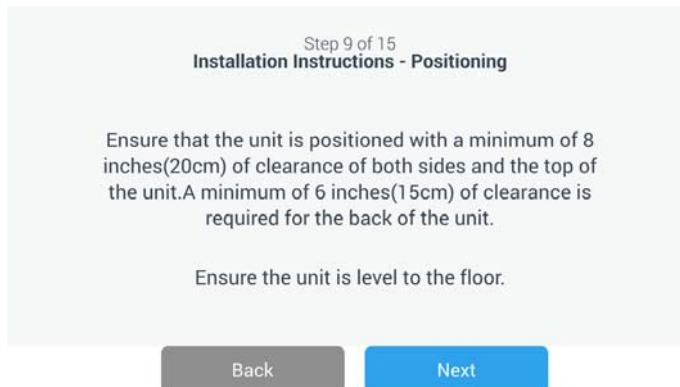 Step 9 of 15
Installation Instructions - Positioning
Ensure that the unit is positioned with a minimum of 8
inches(20cm) of clearance of both sides and the top of
the unit.A minimum of 6 inches(15cm) of clearance is
required for the back of the unit.
Ensure the unit is level to the floor.
Back
Next